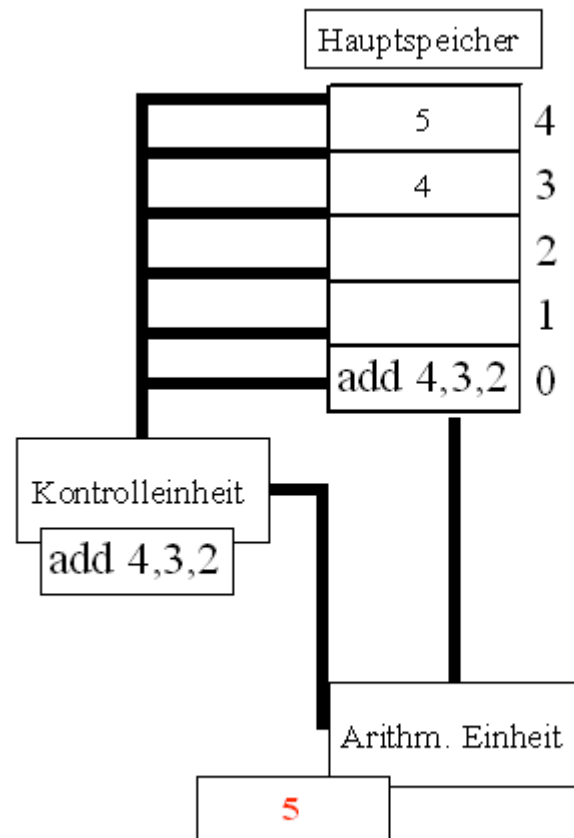 Hauptspeicher
5 4
4 3
2
1
add 4,3,2 0
Kontrolleinheit
add 4,3,2
Arithm. Einheit
5